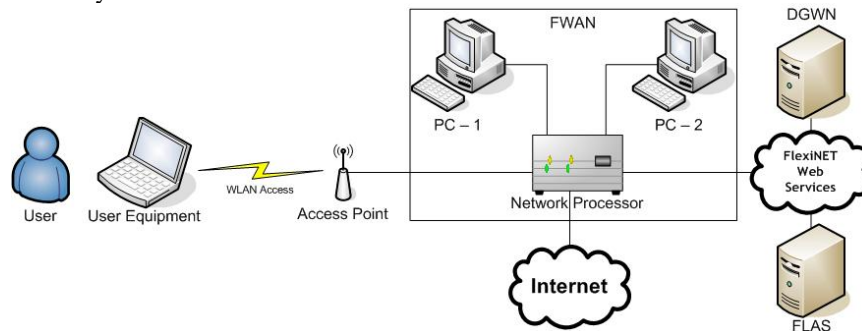 FWAN
DGWN
PC – 1
PC – 2
FlexiNET
Web
Services
WLAN Access
User
User Equipment
Access Point
Network Processor
Internet
FLAS